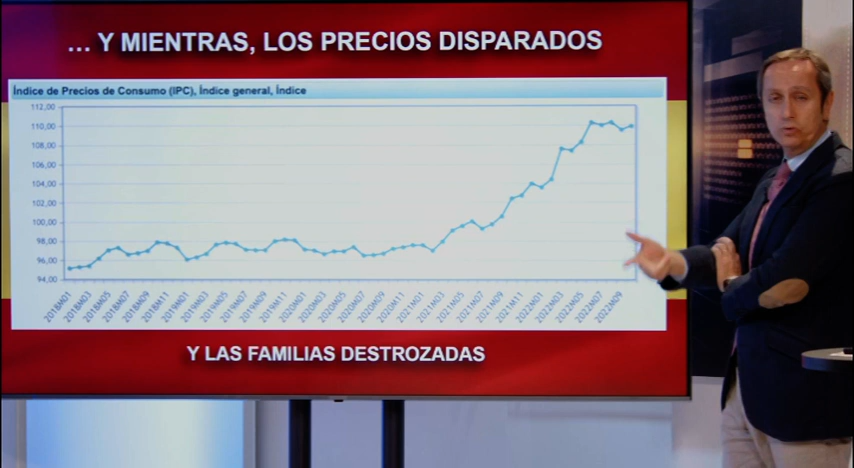 ... Y MIENTRAS, LOS PRECIOS DISPARADOS
Índice de Precios de Consumo (IPC), Índice general, Índice
112,00
110,00
108,00
106,00
104,00
102,00
100,00
98,00
96,00
94,00
2018M01
2018M03
2018M05
2018M07
2018M09
2018M11
2019M01
2019M03
2019M05
2019M07
2019M09
2019M11
2020M01
2020M03
2020M05
2020M07
2020M09
2020M11
2021M01
2021M03
2021M05
2021M07
2021M09
2021M11
2022M01
2022M03
2022M05
2022M07
2022M09
Y LAS FAMILIAS DESTROZADAS